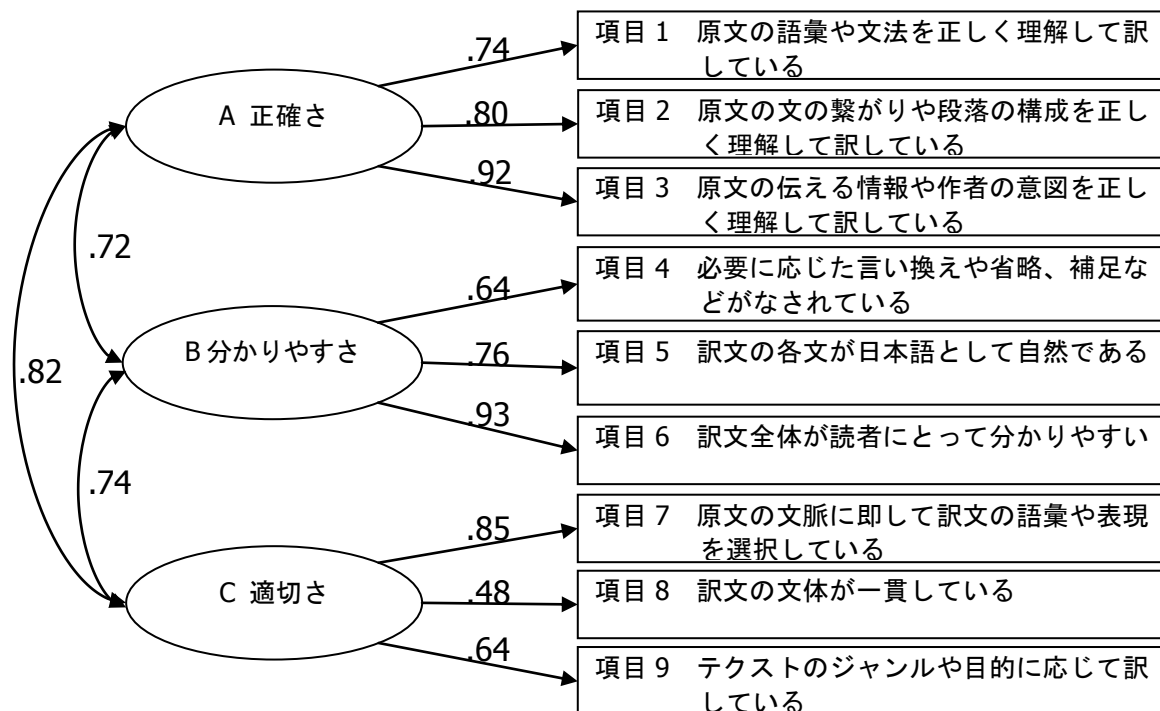 .74
項目 1　原文の語彙や文法を正しく理解して訳
している
A 正確さ
.80
項目 2　原文の文の繋がりや段落の構成を正し
く理解して訳している
.92
項目 3　原文の伝える情報や作者の意図を正し
く理解して訳している
.72
.64
項目 4　必要に応じた言い換えや省略、補足な
どがなされている
B 分かりやすさ
.76
項目 5　訳文の各文が日本語として自然である
.82
.93
項目 6　訳文全体が読者にとって分かりやすい
.74
.85
項目 7　原文の文脈に即して訳文の語彙や表現
を選択している
C 適切さ
.48
項目 8　訳文の文体が一貫している
.64
項目 9　テクストのジャンルや目的に応じて訳
している